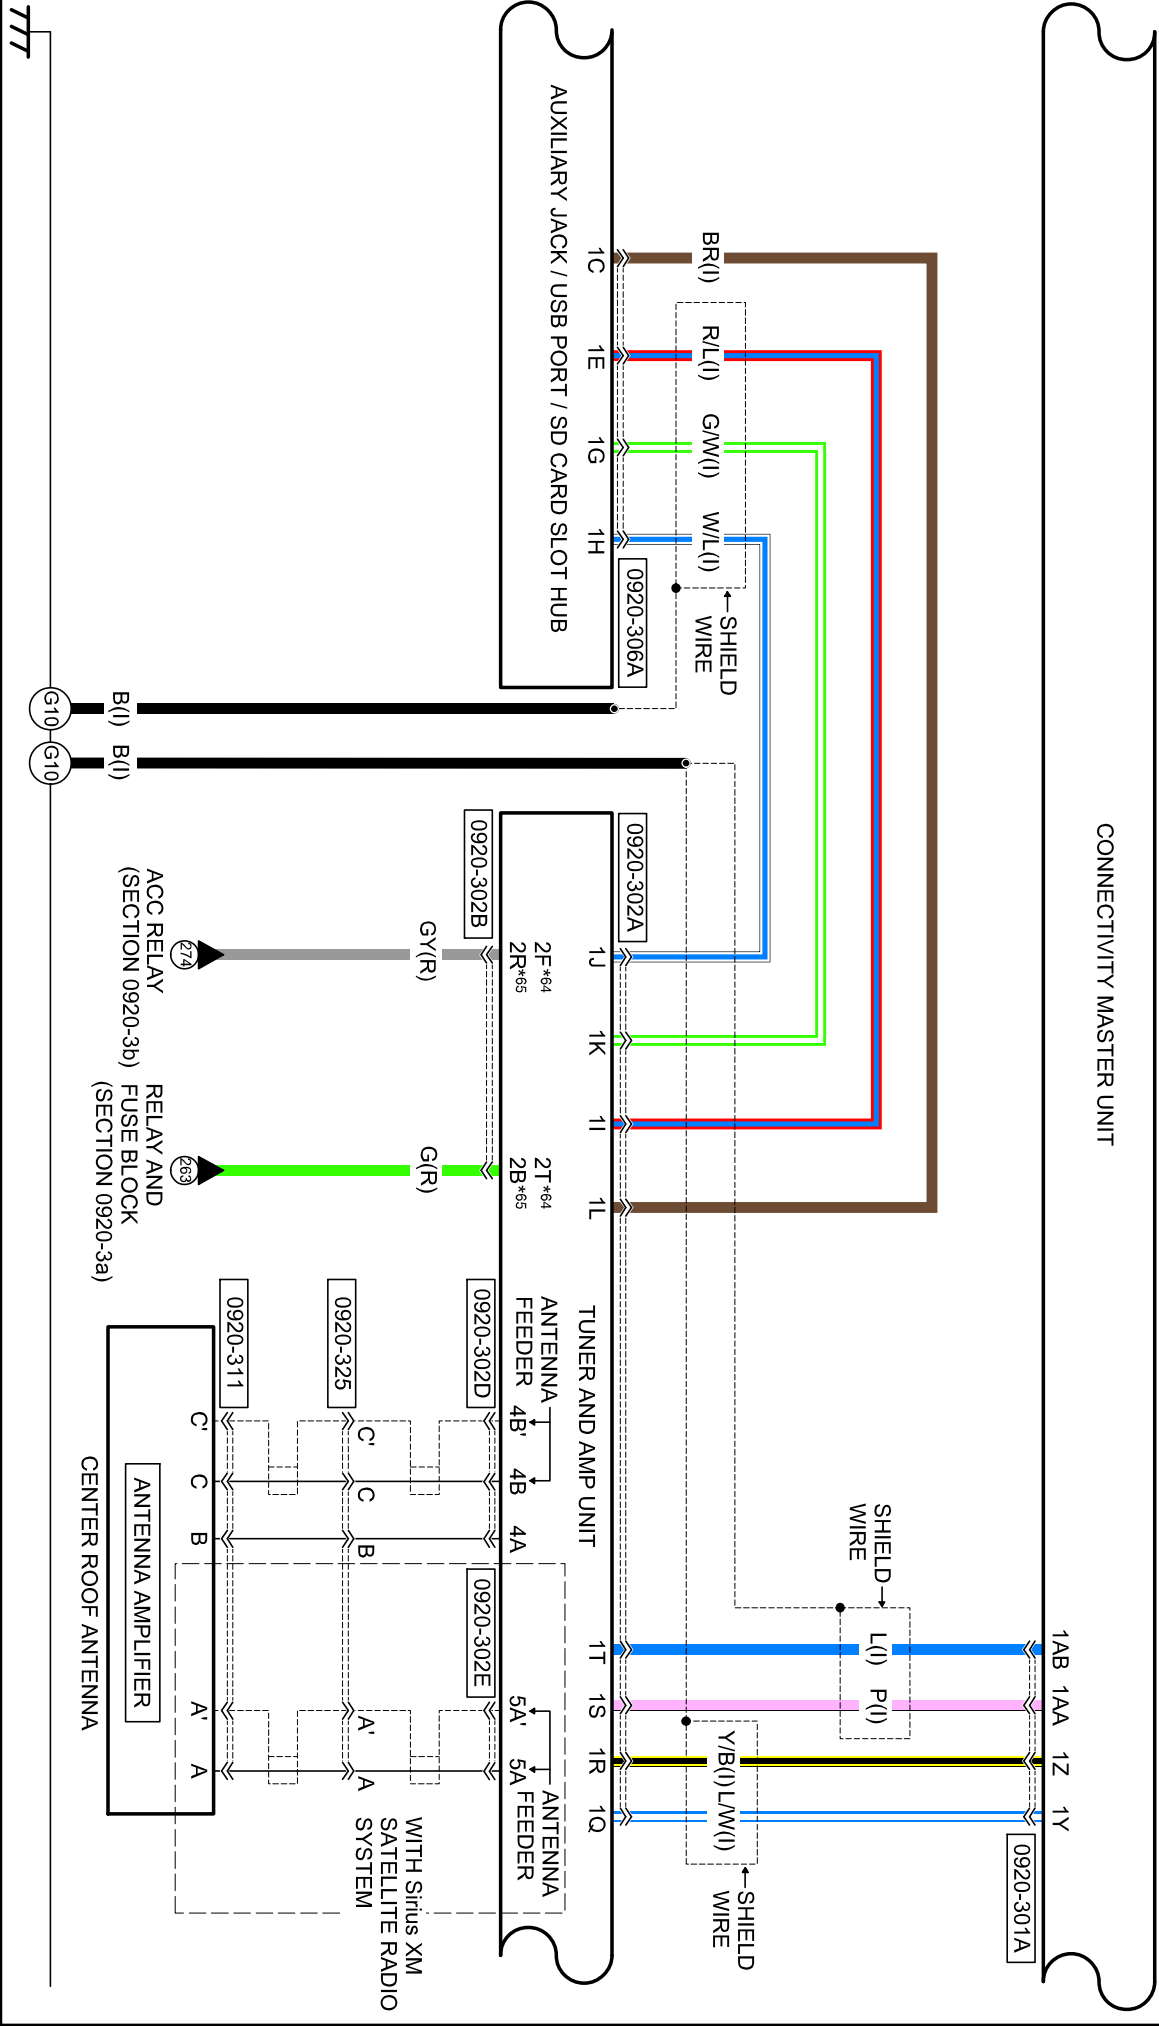 CONNECTIVITY MASTER UNIT
1AB
1AA
1Z
1Y
0920-301A
BR(I)
R/L(I)
G/W(I)
W/L(I)
SHIELD
WIRE
SHIELD
WIRE
L(I)
P(I)
Y/B(I)
L/W(I)
SHIELD
WIRE
1C
1E
1G
1H
0920-306A
0920-302A
1J
1K
1I
1L
1T
1S
1R
1Q
AUXILIARY JACK / USB PORT / SD CARD SLOT HUB
TUNER AND AMP UNIT
2F*64
2R*65
2T*64
2B*65
ANTENNA
FEEDER
4B'
4B
4A
5A'
5A
ANTENNA
FEEDER
0920-302B
0920-302D
0920-302E
GY(R)
G(R)
C'
C
B
A'
A
0920-325
WITH Sirius XM
SATELLITE RADIO
SYSTEM
0920-311
C'
C
B
A'
A
274
263
ACC RELAY
(SECTION 0920-3b)
RELAY AND
FUSE BLOCK
(SECTION 0920-3a)
ANTENNA AMPLIFIER
CENTER ROOF ANTENNA
B(I)
B(I)
G10
G10